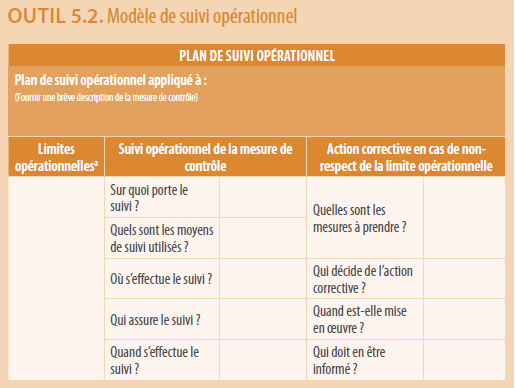 OUTIL 5.2. Modèle de suivi opérationnel
PLAN DE SUIVI OPÉRATIONNEL
Plan de suivi opérationnel appliqué à :
(Fournir une brève description de la mesure de contrôle)
Limites
opérationnellesª
Suivi opérationnel de la mesure de
contrôle
Action corrective en cas de non-
respect de la limite opérationnelle
Sur quoi porte le
suivi ?
Quels sont les moyens
de suivi utilisés ?
Où s’effectue le suivi ?
Qui assure le suivi ?
Quand s’effectue le
suivi ?
Quelles sont les
mesures à prendre ?
Qui décide de l’action
corrective ?
Quand est-elle mise
en œuvre ?
Qui doit en être
informé ?